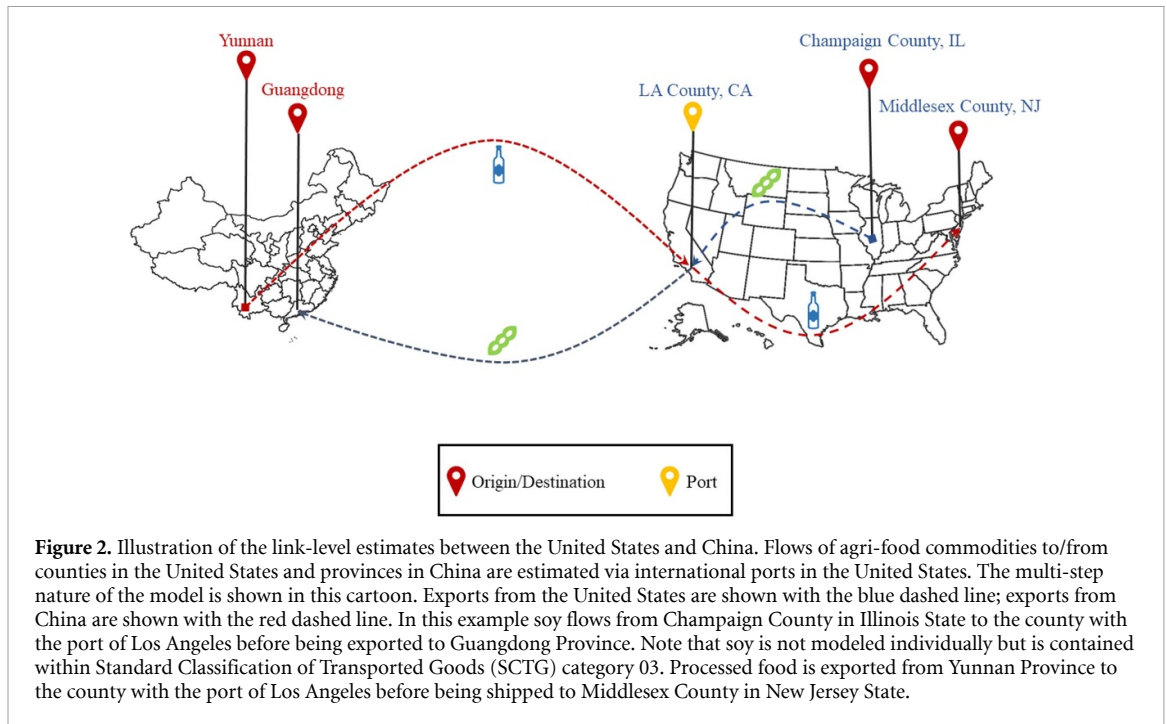 Yunnan
Guangdong
Champaign County, IL
LA County, CA
Middlesex County, NJ
Origin/Destination
Port
Figure 2. Illustration of the link-level estimates between the United States and China. Flows of agri-food commodities to/from
counties in the United States and provinces in China are estimated via international ports in the United States. The multi-step
nature of the model is shown in this cartoon. Exports from the United States are shown with the blue dashed line; exports from
China are shown with the red dashed line. In this example soy flows from Champaign County in Illinois State to the county with
the port of Los Angeles before being exported to Guangdong Province. Note that soy is not modeled individually but is contained
within Standard Classification of Transported Goods (SCTG) category 03. Processed food is exported from Yunnan Province to
the county with the port of Los Angeles before being shipped to Middlesex County in New Jersey State.